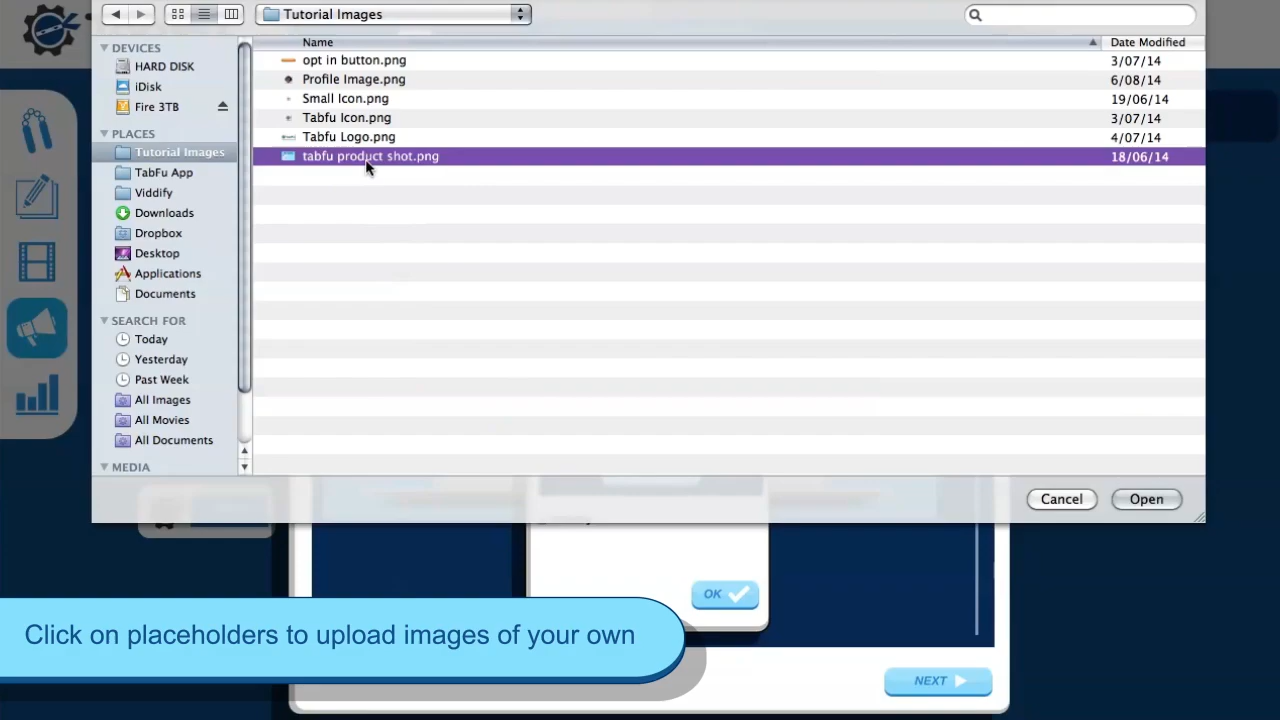 Tutorial Images
Name
Date Modified
DEVICES
HARD DISK
iDisk
Fire 3TB
PLACES
Tutorial Images
TabFu App
Viddify
Downloads
Dropbox
Desktop
Applications
Documents
SEARCH FOR
Today
Yesterday
Past Week
All Images
All Movies
All Documents
MEDIA
opt in button.png 3/07/14
Profile Image.png 6/08/14
Small Icon.png 19/06/14
Tabfu Icon.png 3/07/14
Tabfu Logo.png 4/07/14
tabfu product shot.png 18/06/14
Cancel
Open
OK
Click on placeholders to upload images of your own
NEXT